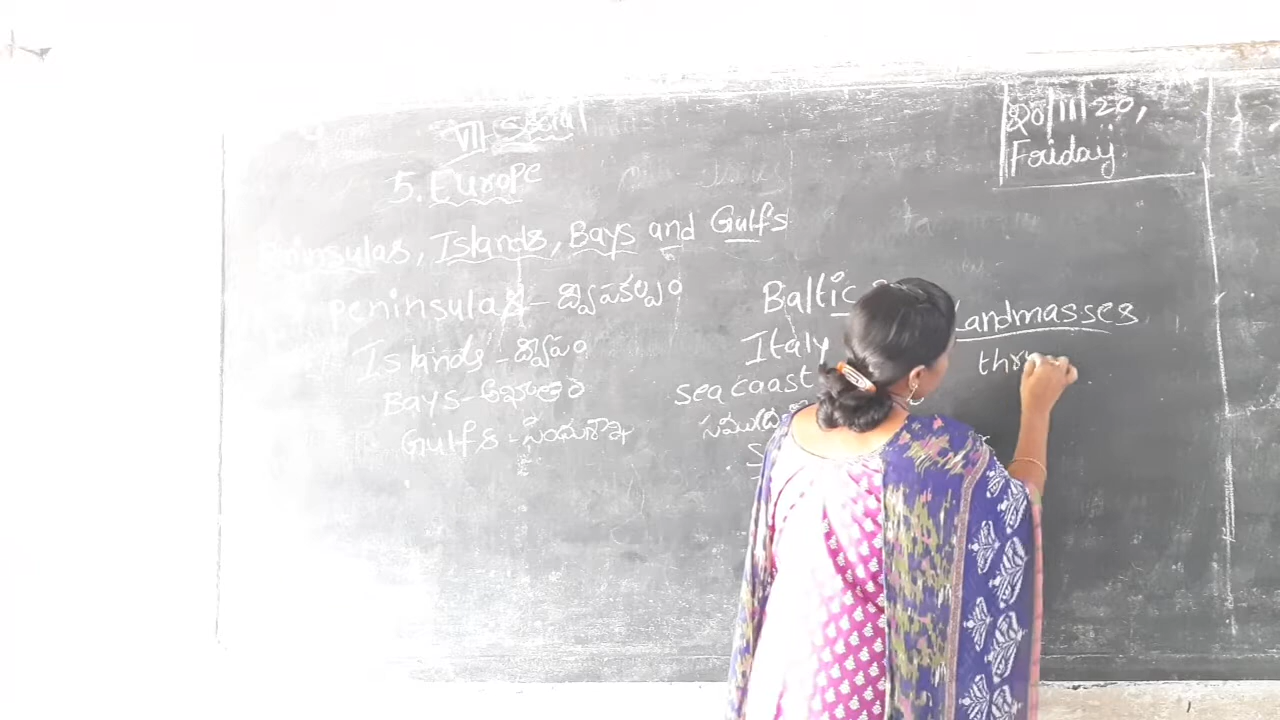 VII
5. Europe
Peninsulas, Islands, Bays and Gulfs
Peninsulas - ద్వీపకల్పం
Islands - ద్వీపం
Bays - అఖాతం
Gulfs - సింధుశాఖ
Baltic
Italy
sea coast
20/11/20,
Friday
Landmasses
thr